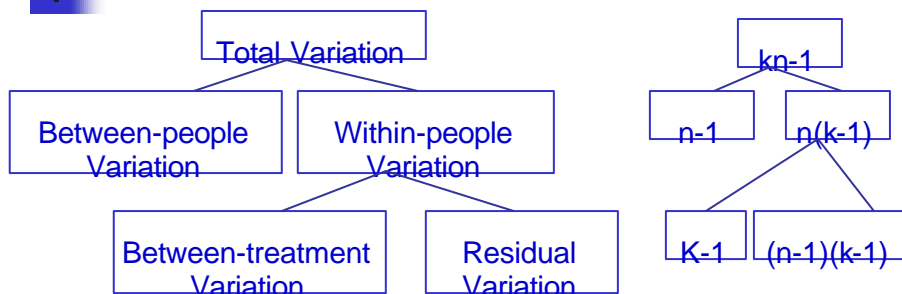 Total Variation
kn-1
Between-people
Variation
Within-people
Variation
n-1
n(k-1)
Between-treatment
Variation
Residual
Variation
K-1
(n-1)(k-1)